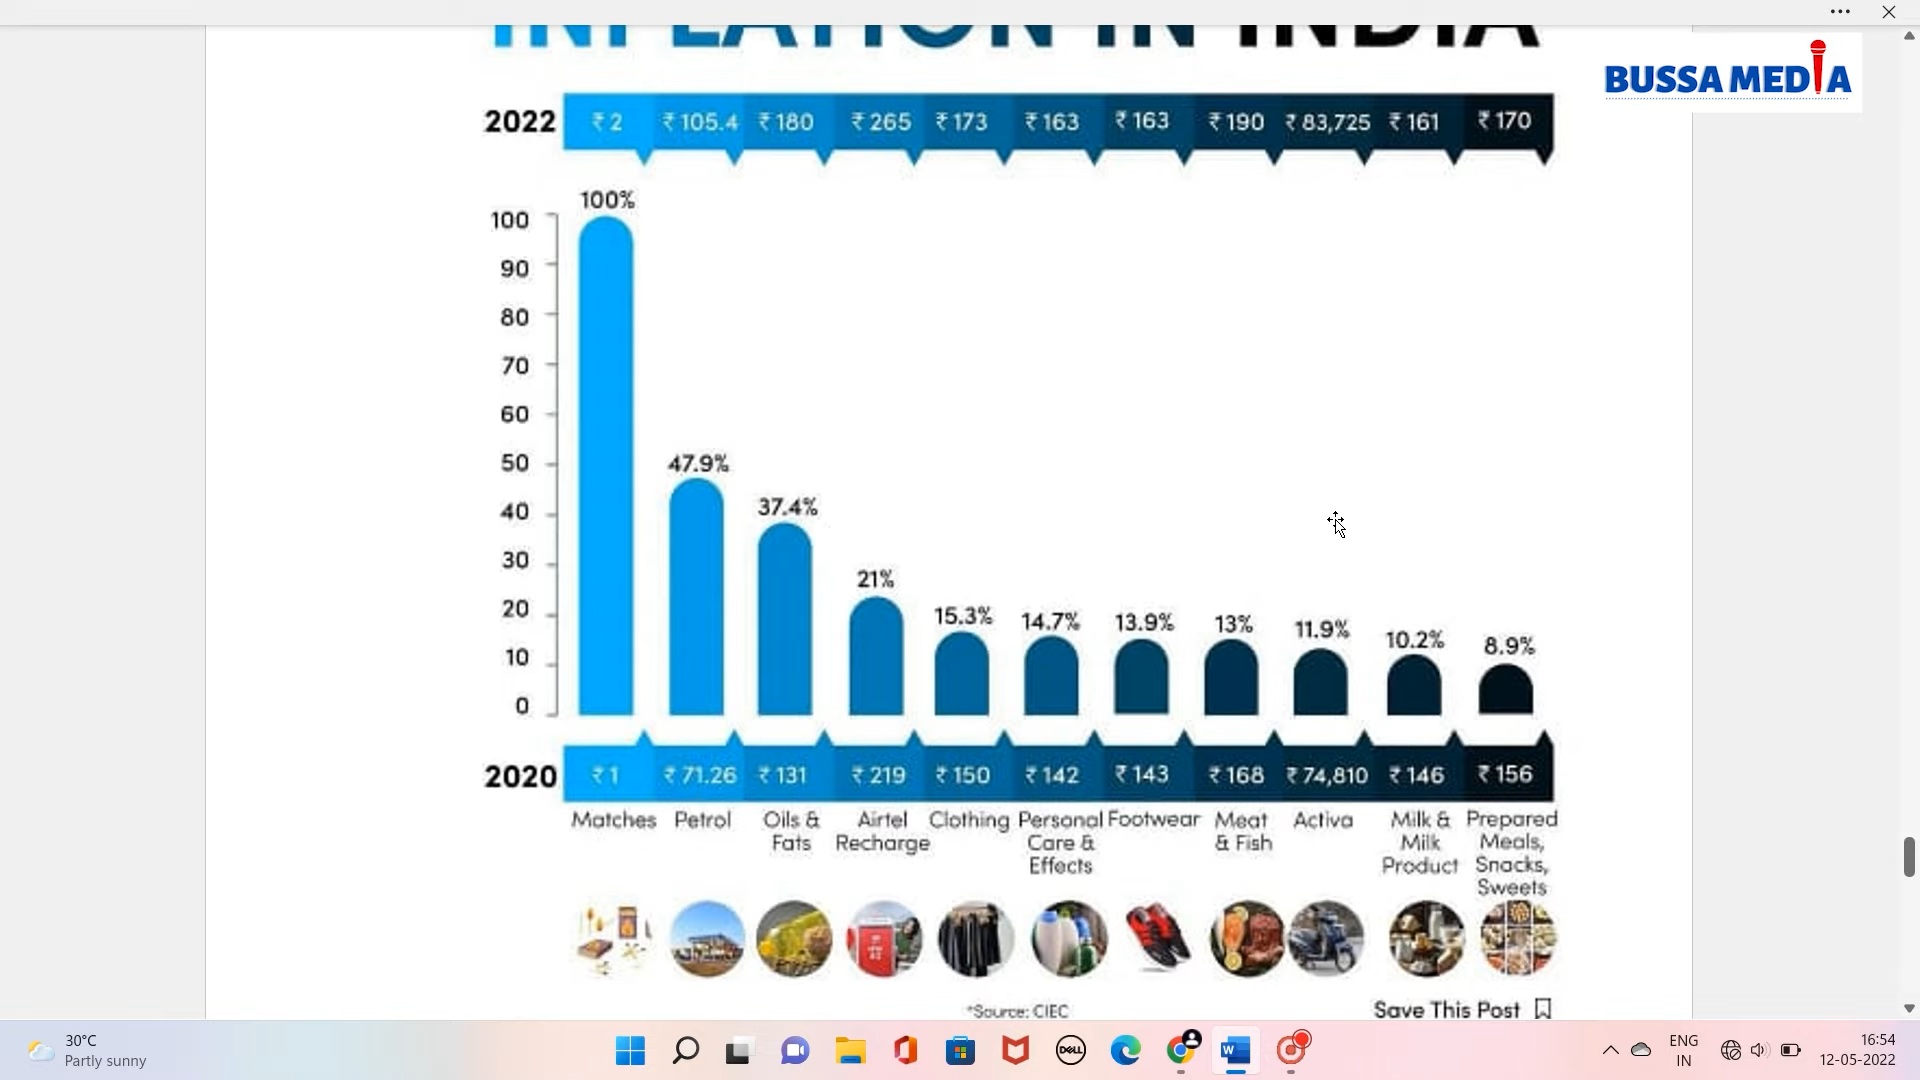 INFLATION IN INDIA
BUSSA MEDIA
2022 ₹ 2 ₹ 105.4 ₹ 180 ₹ 265 ₹ 173 ₹ 163 ₹ 163 ₹ 190 ₹ 83,725 ₹ 161 ₹ 170
100%
100
90
80
70
60
47.9%
50
37.4%
40
21%
30
15.3% 14.7% 13.9% 13% 11.9% 10.2% 8.9%
20
10
0
2020 ₹ 1 ₹ 71.26 ₹ 131 ₹ 219 ₹ 150 ₹ 142 ₹ 143 ₹ 168 ₹ 74,810 ₹ 146 ₹ 156
Matches Petrol Oils & Airtel Clothing Personal Footwear Meat Activa Milk & Prepared
Fats Recharge Care & & Fish Milk Meals,
Effects Product Snacks,
Sweets
*Source: CIEC
Save This Post
30°C
Partly sunny
DELL
W
ENG
IN
16:54
12-05-2022